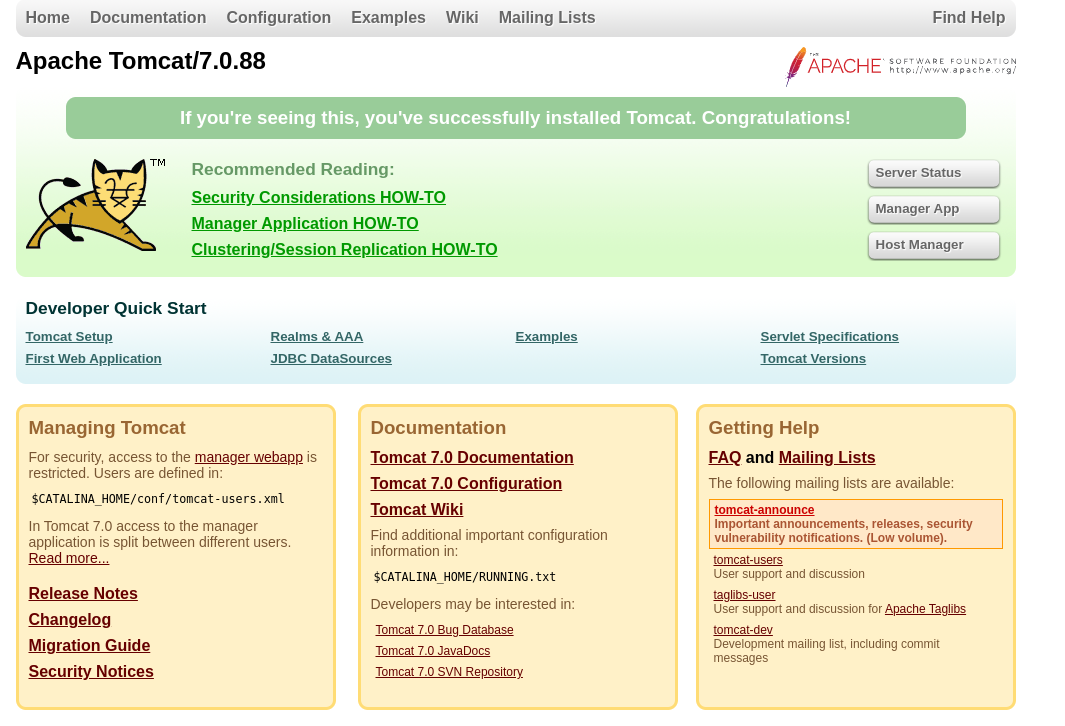 Home Documentation Configuration Examples Wiki Mailing Lists Find Help
Apache Tomcat/7.0.88
THE APACHE SOFTWARE FOUNDATION
http://www.apache.org/
If you're seeing this, you've successfully installed Tomcat. Congratulations!
TM
Recommended Reading:
Security Considerations HOW-TO
Manager Application HOW-TO
Clustering/Session Replication HOW-TO
Server Status
Manager App
Host Manager
Developer Quick Start
Tomcat Setup
First Web Application
Realms & AAA
JDBC DataSources
Examples
Servlet Specifications
Tomcat Versions
Managing Tomcat
For security, access to the manager webapp is
restricted. Users are defined in:
$CATALINA_HOME/conf/tomcat-users.xml
In Tomcat 7.0 access to the manager
application is split between different users.
Read more...
Release Notes
Changelog
Migration Guide
Security Notices
Documentation
Tomcat 7.0 Documentation
Tomcat 7.0 Configuration
Tomcat Wiki
Find additional important configuration
information in:
$CATALINA_HOME/RUNNING.txt
Developers may be interested in:
Tomcat 7.0 Bug Database
Tomcat 7.0 JavaDocs
Tomcat 7.0 SVN Repository
Getting Help
FAQ and Mailing Lists
The following mailing lists are available:
tomcat-announce
Important announcements, releases, security
vulnerability notifications. (Low volume).
tomcat-users
User support and discussion
taglibs-user
User support and discussion for Apache Taglibs
tomcat-dev
Development mailing list, including commit
messages